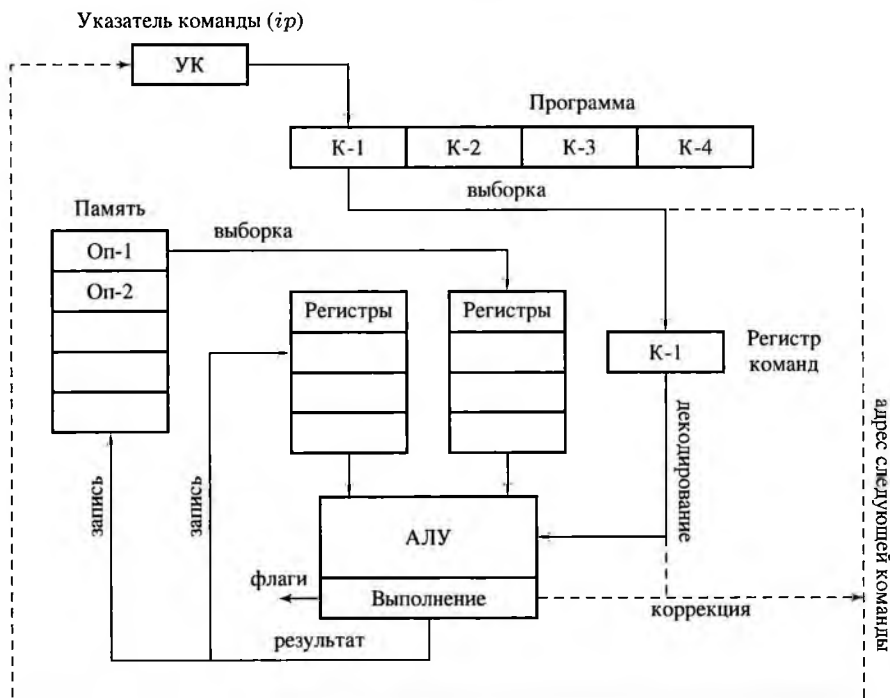 Указатель команды (ip)
УК
Программа
К-1
К-2
К-3
К-4
выборка
Память
Оп-1
Оп-2
выборка
Регистры
Регистры
К-1
Регистр
команд
декодирование
адрес следующей команды
запись
запись
АЛУ
флаги
Выполнение
коррекция
результат